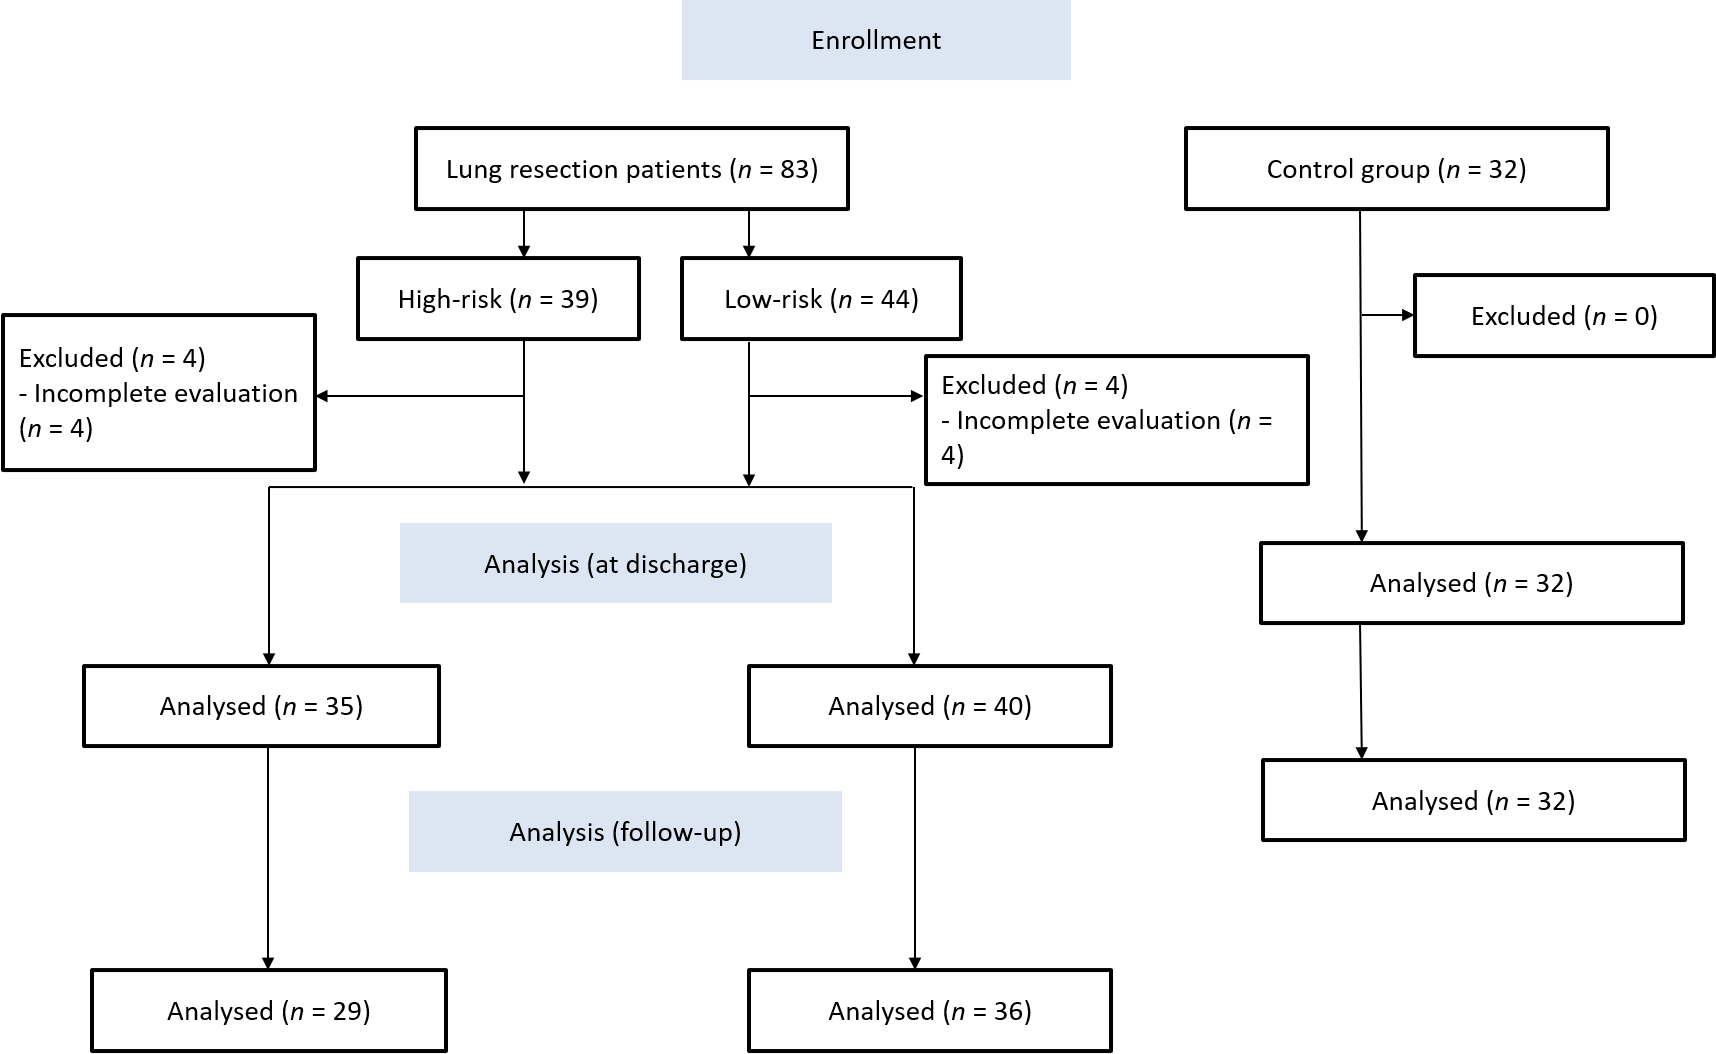 Enrollment
Lung resection patients (n = 83)
Control group (n = 32)
High-risk (n = 39)
Low-risk (n = 44)
Excluded (n = 0)
Excluded (n = 4)
- Incomplete evaluation
(n = 4)
Excluded (n = 4)
- Incomplete evaluation (n =
4)
Analysis (at discharge)
Analysed (n = 32)
Analysed (n = 35)
Analysed (n = 40)
Analysis (follow-up)
Analysed (n = 32)
Analysed (n = 29)
Analysed (n = 36)